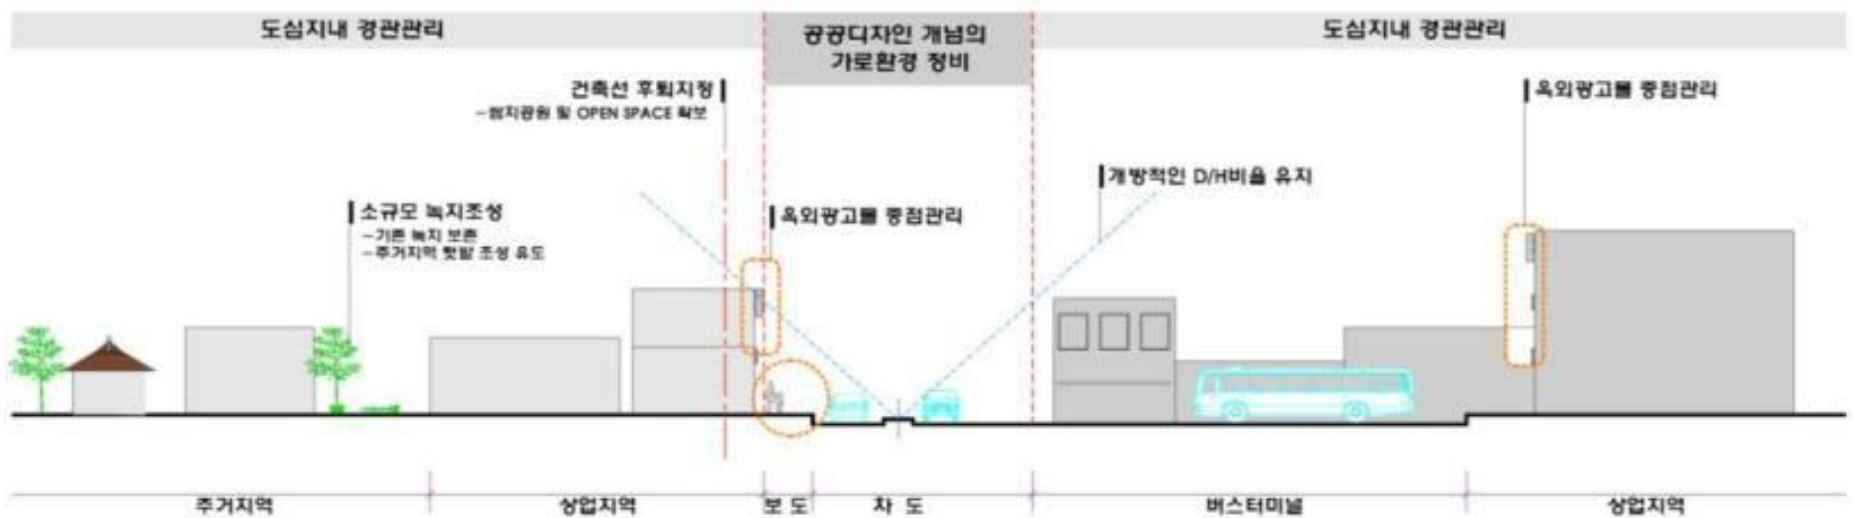 도심지내 경관관리
공공디자인 개념의
가로환경 정비
도심지내 경관관리
건축선 후퇴지정
-쌈지공원 및 OPEN SPACE 확보
옥외광고물 중점관리
개방적인 D/H비율 유지
소규모 녹지조성
-기존 녹지 보존
-주거지역 텃밭 조성 유도
옥외광고물 중점관리
주거지역
상업지역
보 도
차 도
버스터미널
상업지역